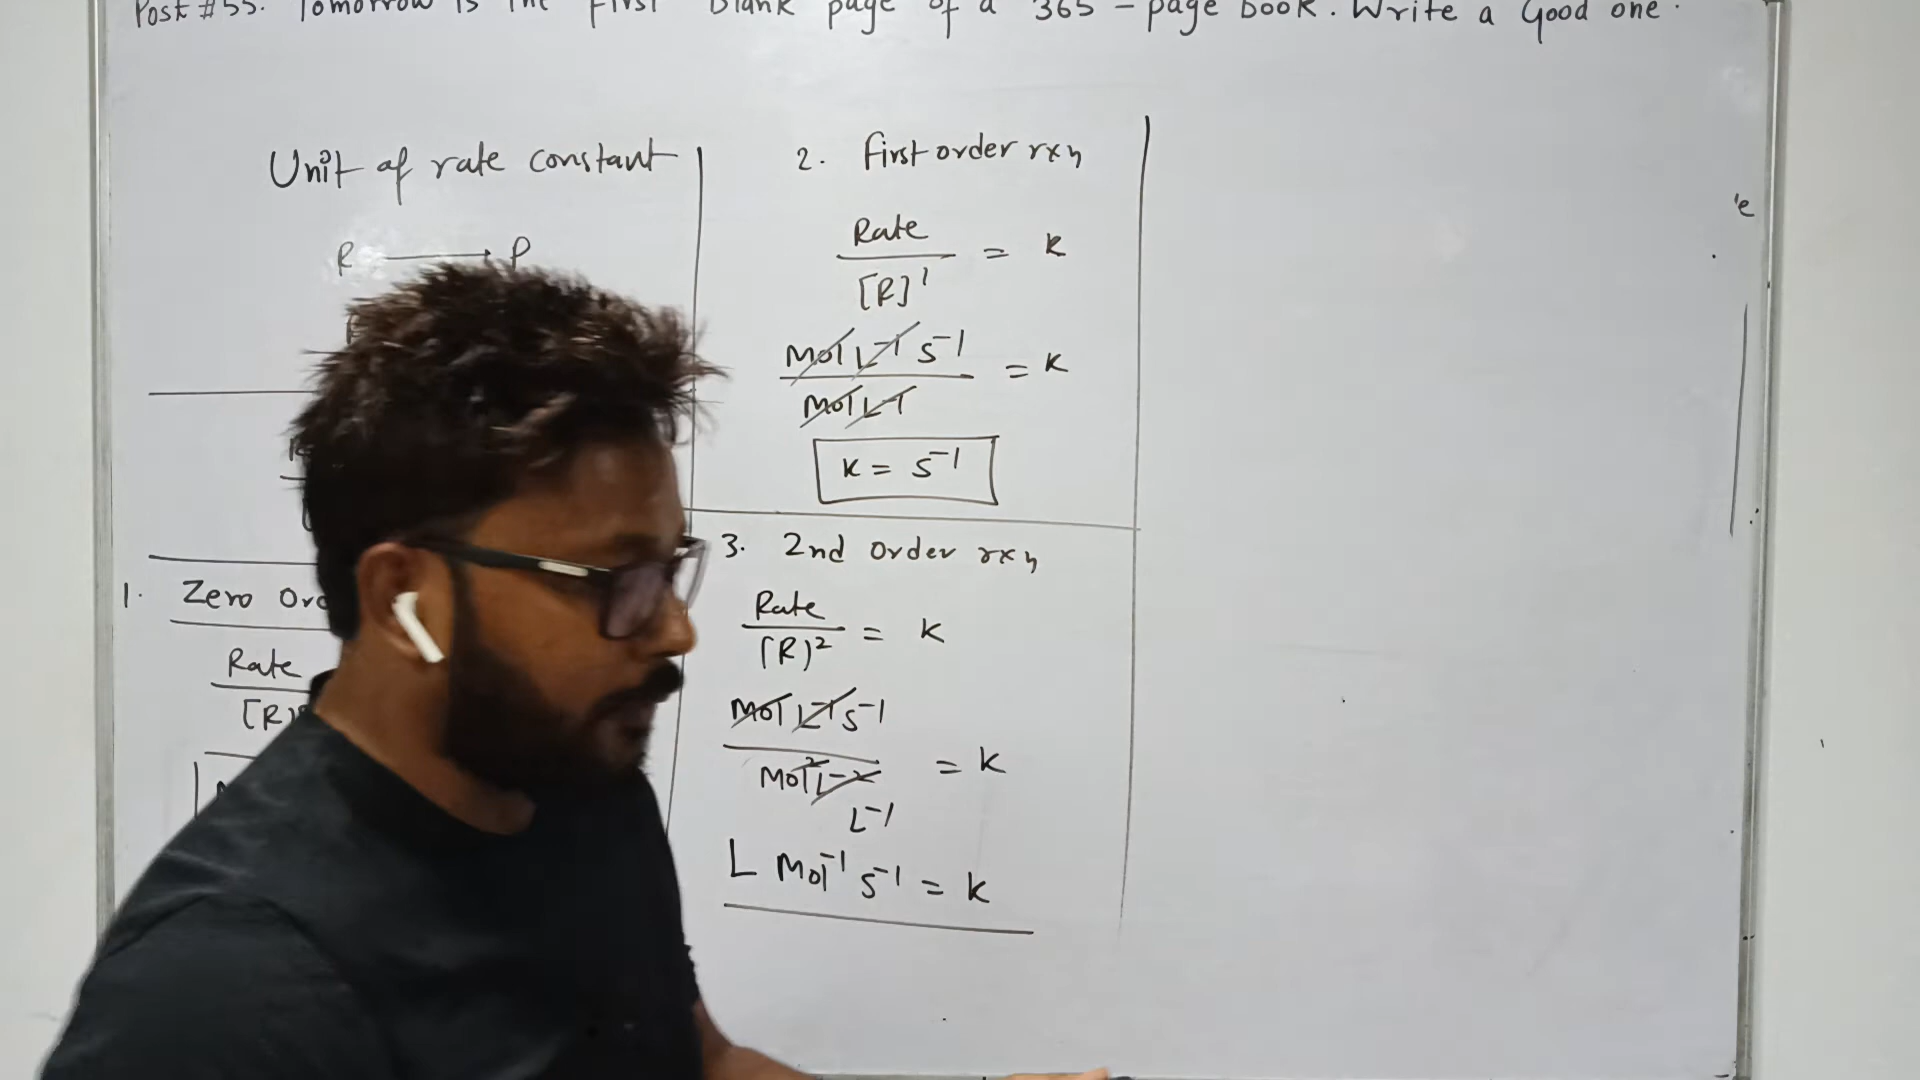 Post #55. Tomorrow is the first blank page of a 365-page book. Write a Good one.
Unit of rate constant
R → P
1. Zero
Rate
[R]
2. First order rxn
Rate / [R]¹ = K
Mol L⁻¹ S⁻¹ / Mol L⁻¹ = K
K = S⁻¹
3. 2nd Order rxn
Rate / [R]² = K
Mol L⁻¹ S⁻¹ / Mol² L⁻² = K
L⁻¹
L Mol⁻¹ S⁻¹ = K